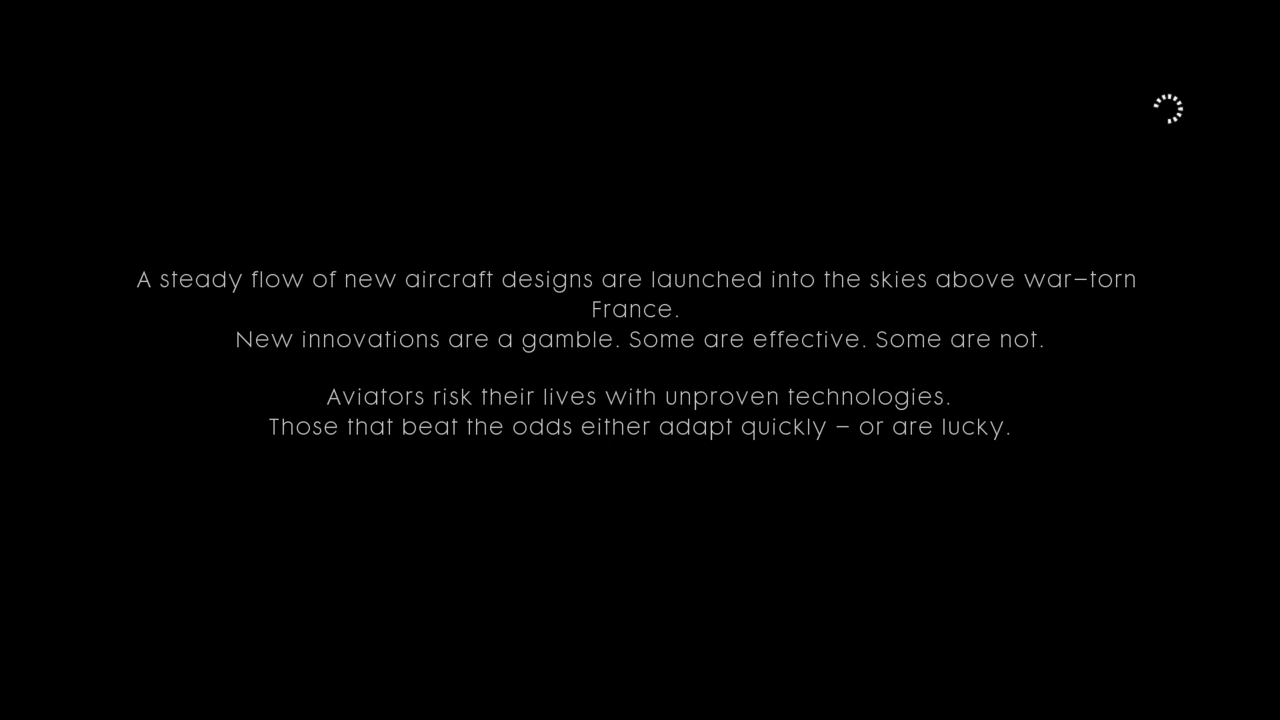 A steady flow of new aircraft designs are launched into the skies above war–torn
France.
New innovations are a gamble. Some are effective. Some are not.
Aviators risk their lives with unproven technologies.
Those that beat the odds either adapt quickly – or are lucky.